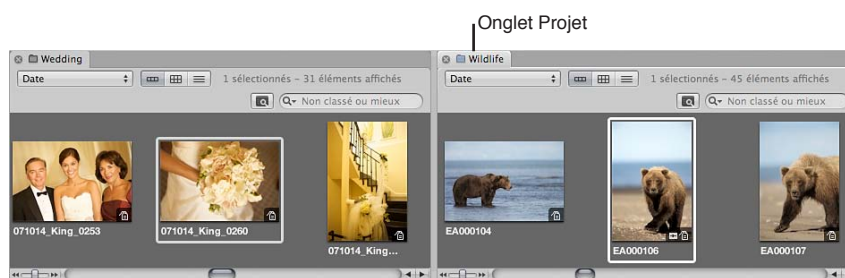 Onglet Projet
Wedding
Date
1 sélectionnés – 31 éléments affichés
Non classé ou mieux
071014_King_0253
071014_King_0260
071014_King...
Wildlife
Date
1 sélectionnés – 45 éléments affichés
Non classé ou mieux
EA000104
EA000106
EA000107